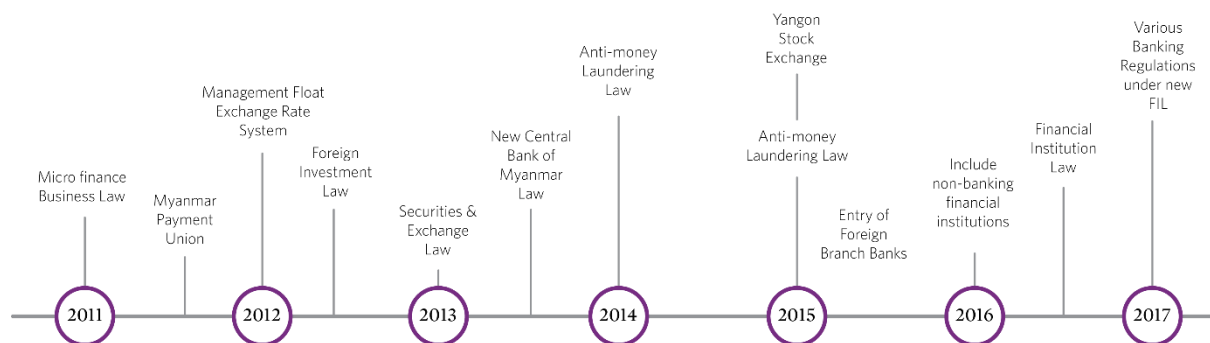 Micro finance
Business Law
Myanmar
Payment
Union
Management Float
Exchange Rate
System
Foreign
Investment
Law
Securities &
Exchange
Law
New Central
Bank of
Myanmar
Law
Anti-money
Laundering
Law
Yangon
Stock
Exchange
Anti-money
Laundering Law
Entry of
Foreign
Branch Banks
Include
non-banking
financial
institutions
Financial
Institution
Law
Various
Banking
Regulations
under new
FIL
2011
2012
2013
2014
2015
2016
2017